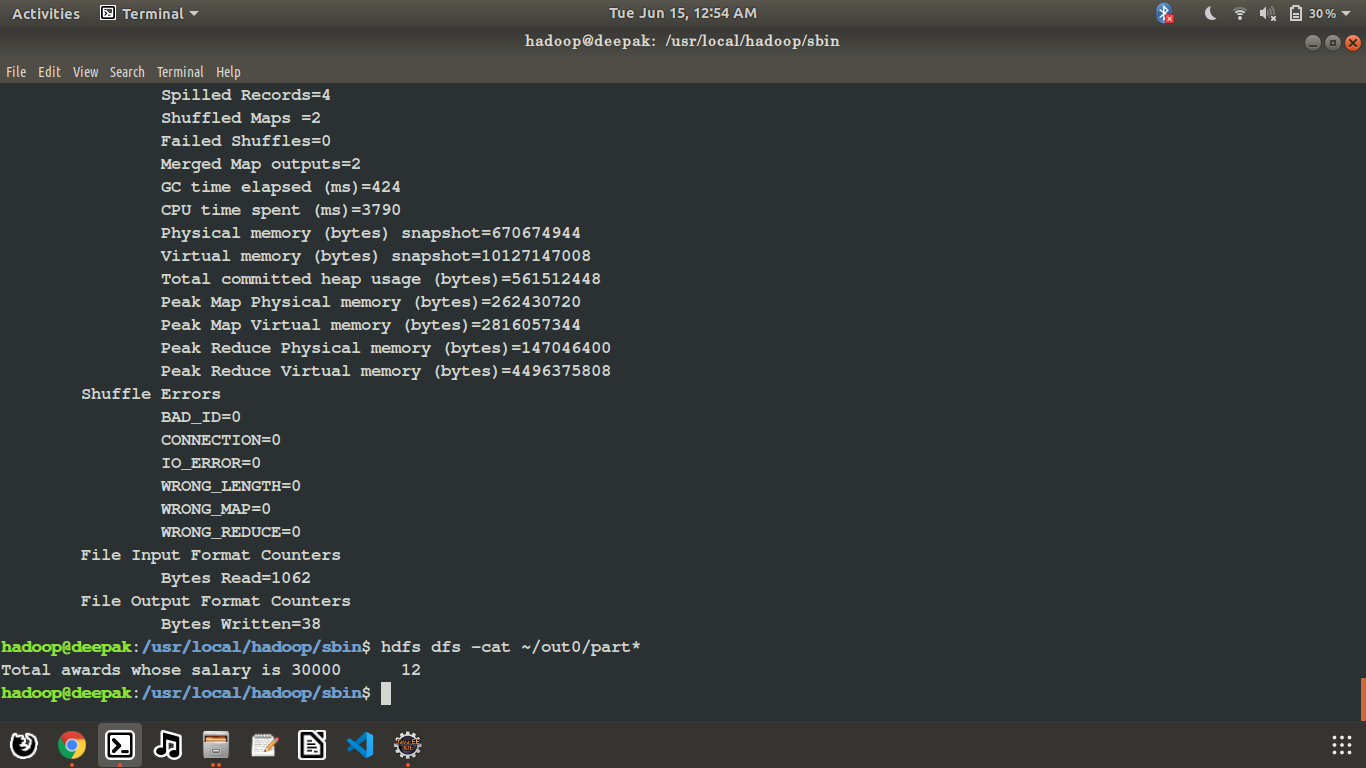 Activities Terminal Tue Jun 15, 12:54 AM 30%
hadoop@deepak: /usr/local/hadoop/sbin
File Edit View Search Terminal Help
Spilled Records=4
Shuffled Maps =2
Failed Shuffles=0
Merged Map outputs=2
GC time elapsed (ms)=424
CPU time spent (ms)=3790
Physical memory (bytes) snapshot=670674944
Virtual memory (bytes) snapshot=10127147008
Total committed heap usage (bytes)=561512448
Peak Map Physical memory (bytes)=262430720
Peak Map Virtual memory (bytes)=2816057344
Peak Reduce Physical memory (bytes)=147046400
Peak Reduce Virtual memory (bytes)=4496375808
Shuffle Errors
BAD_ID=0
CONNECTION=0
IO_ERROR=0
WRONG_LENGTH=0
WRONG_MAP=0
WRONG_REDUCE=0
File Input Format Counters
Bytes Read=1062
File Output Format Counters
Bytes Written=38
hadoop@deepak:/usr/local/hadoop/sbin$ hdfs dfs -cat ~/out0/part*
Total awards whose salary is 30000 12
hadoop@deepak:/usr/local/hadoop/sbin$